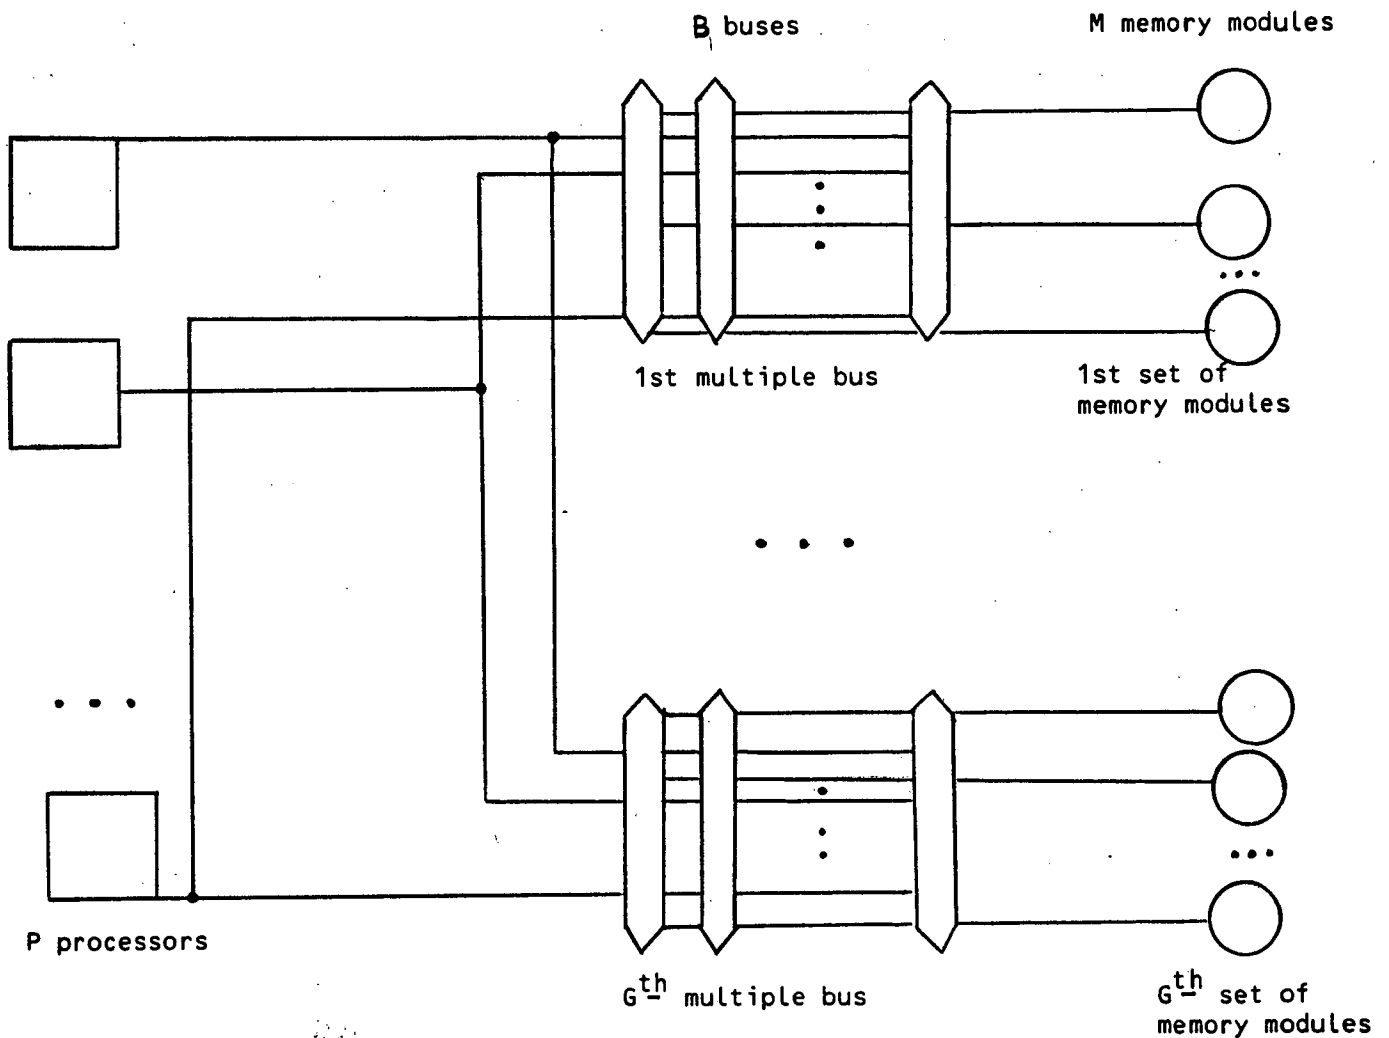 B buses
M memory modules
1st multiple bus
1st set of
memory modules
P processors
Gth multiple bus
Gth set of
memory modules